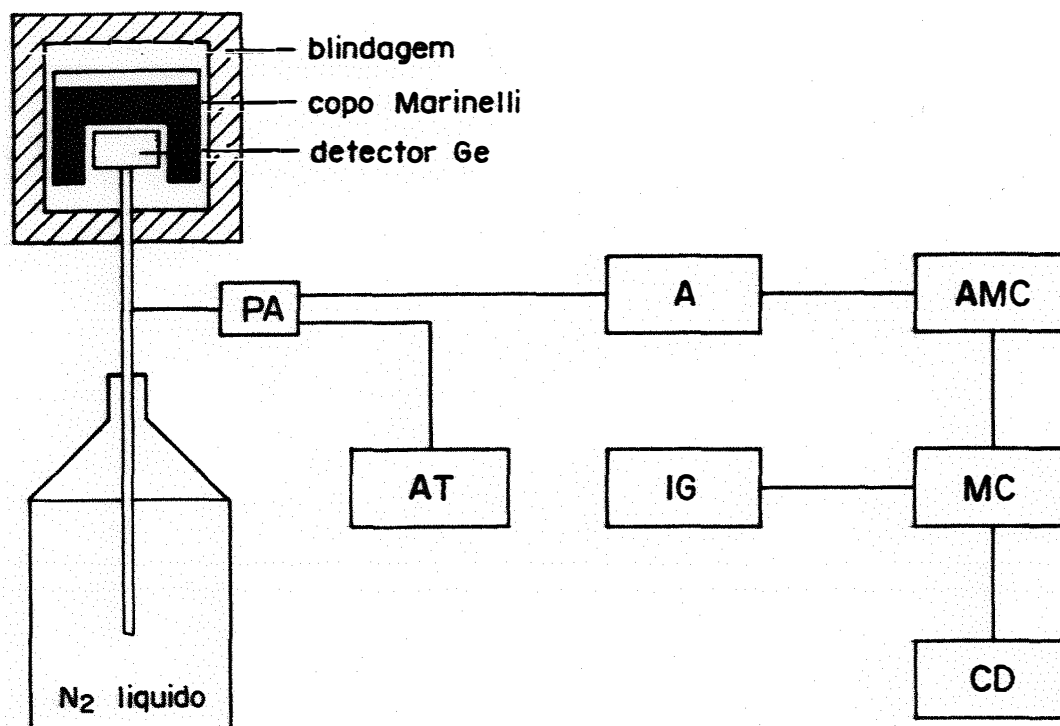 blindagem
copo Marinelli
detector Ge
PA
A
AMC
AT
IG
MC
CD
N2 liquido